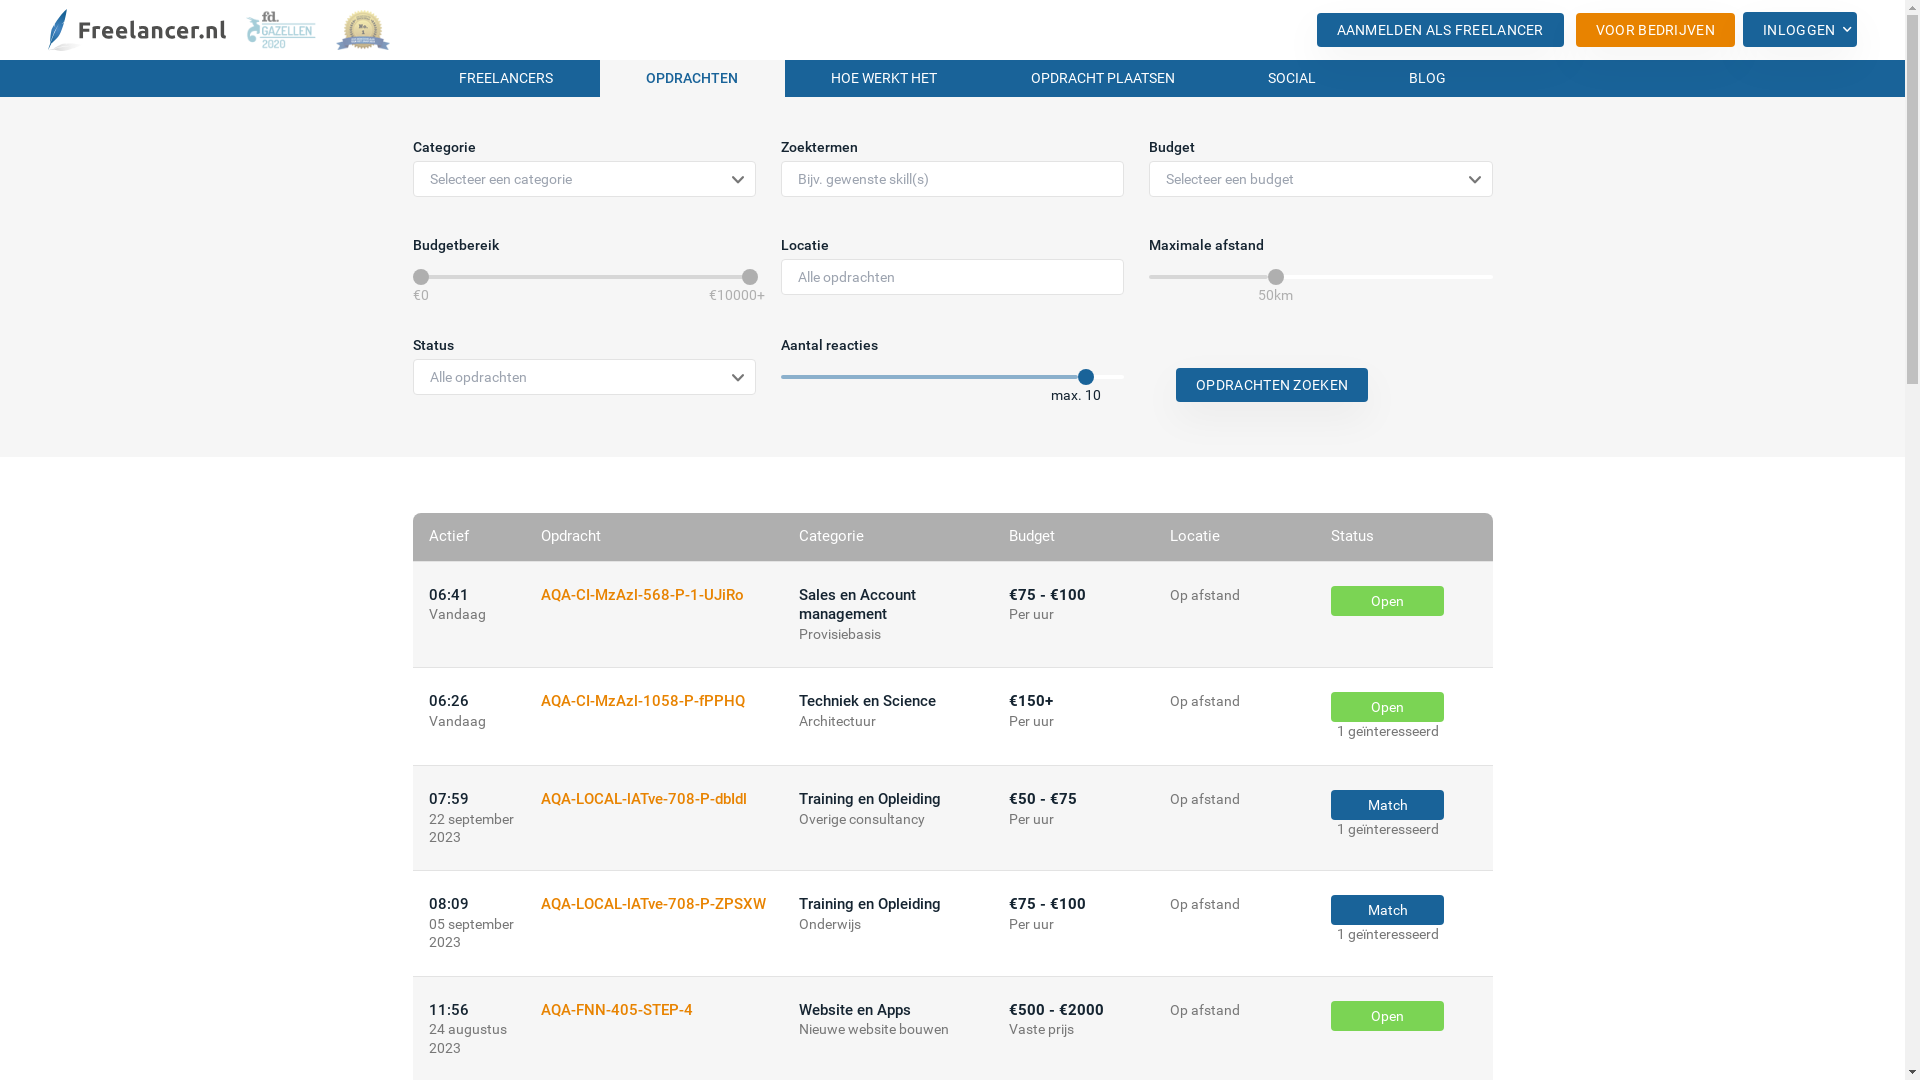 Freelancer.nl
fd.
GAZELLEN
2020
AANMELDEN ALS FREELANCER
VOOR BEDRIJVEN
INLOGGEN
FREELANCERS
OPDRACHTEN
HOE WERKT HET
OPDRACHT PLAATSEN
SOCIAL
BLOG
Categorie
Selecteer een categorie
Zoektermen
Bijv. gewenste skill(s)
Budget
Selecteer een budget
Budgetbereik
€0
€10000+
Locatie
Alle opdrachten
Maximale afstand
50km
Status
Alle opdrachten
Aantal reacties
max. 10
OPDRACHTEN ZOEKEN
Actief Opdracht Categorie Budget Locatie Status
06:41
Vandaag
AQA-CI-MzAzI-568-P-1-UJiRo
Sales en Account
management
Provisiebasis
€75 - €100
Per uur
Op afstand
Open
06:26
Vandaag
AQA-CI-MzAzI-1058-P-fPPHQ
Techniek en Science
Architectuur
€150+
Per uur
Op afstand
Open
1 geïnteresseerd
07:59
22 september
2023
AQA-LOCAL-IATve-708-P-dbIdI
Training en Opleiding
Overige consultancy
€50 - €75
Per uur
Op afstand
Match
1 geïnteresseerd
08:09
05 september
2023
AQA-LOCAL-IATve-708-P-ZPSXW
Training en Opleiding
Onderwijs
€75 - €100
Per uur
Op afstand
Match
1 geïnteresseerd
11:56
24 augustus
2023
AQA-FNN-405-STEP-4
Website en Apps
Nieuwe website bouwen
€500 - €2000
Vaste prijs
Op afstand
Open